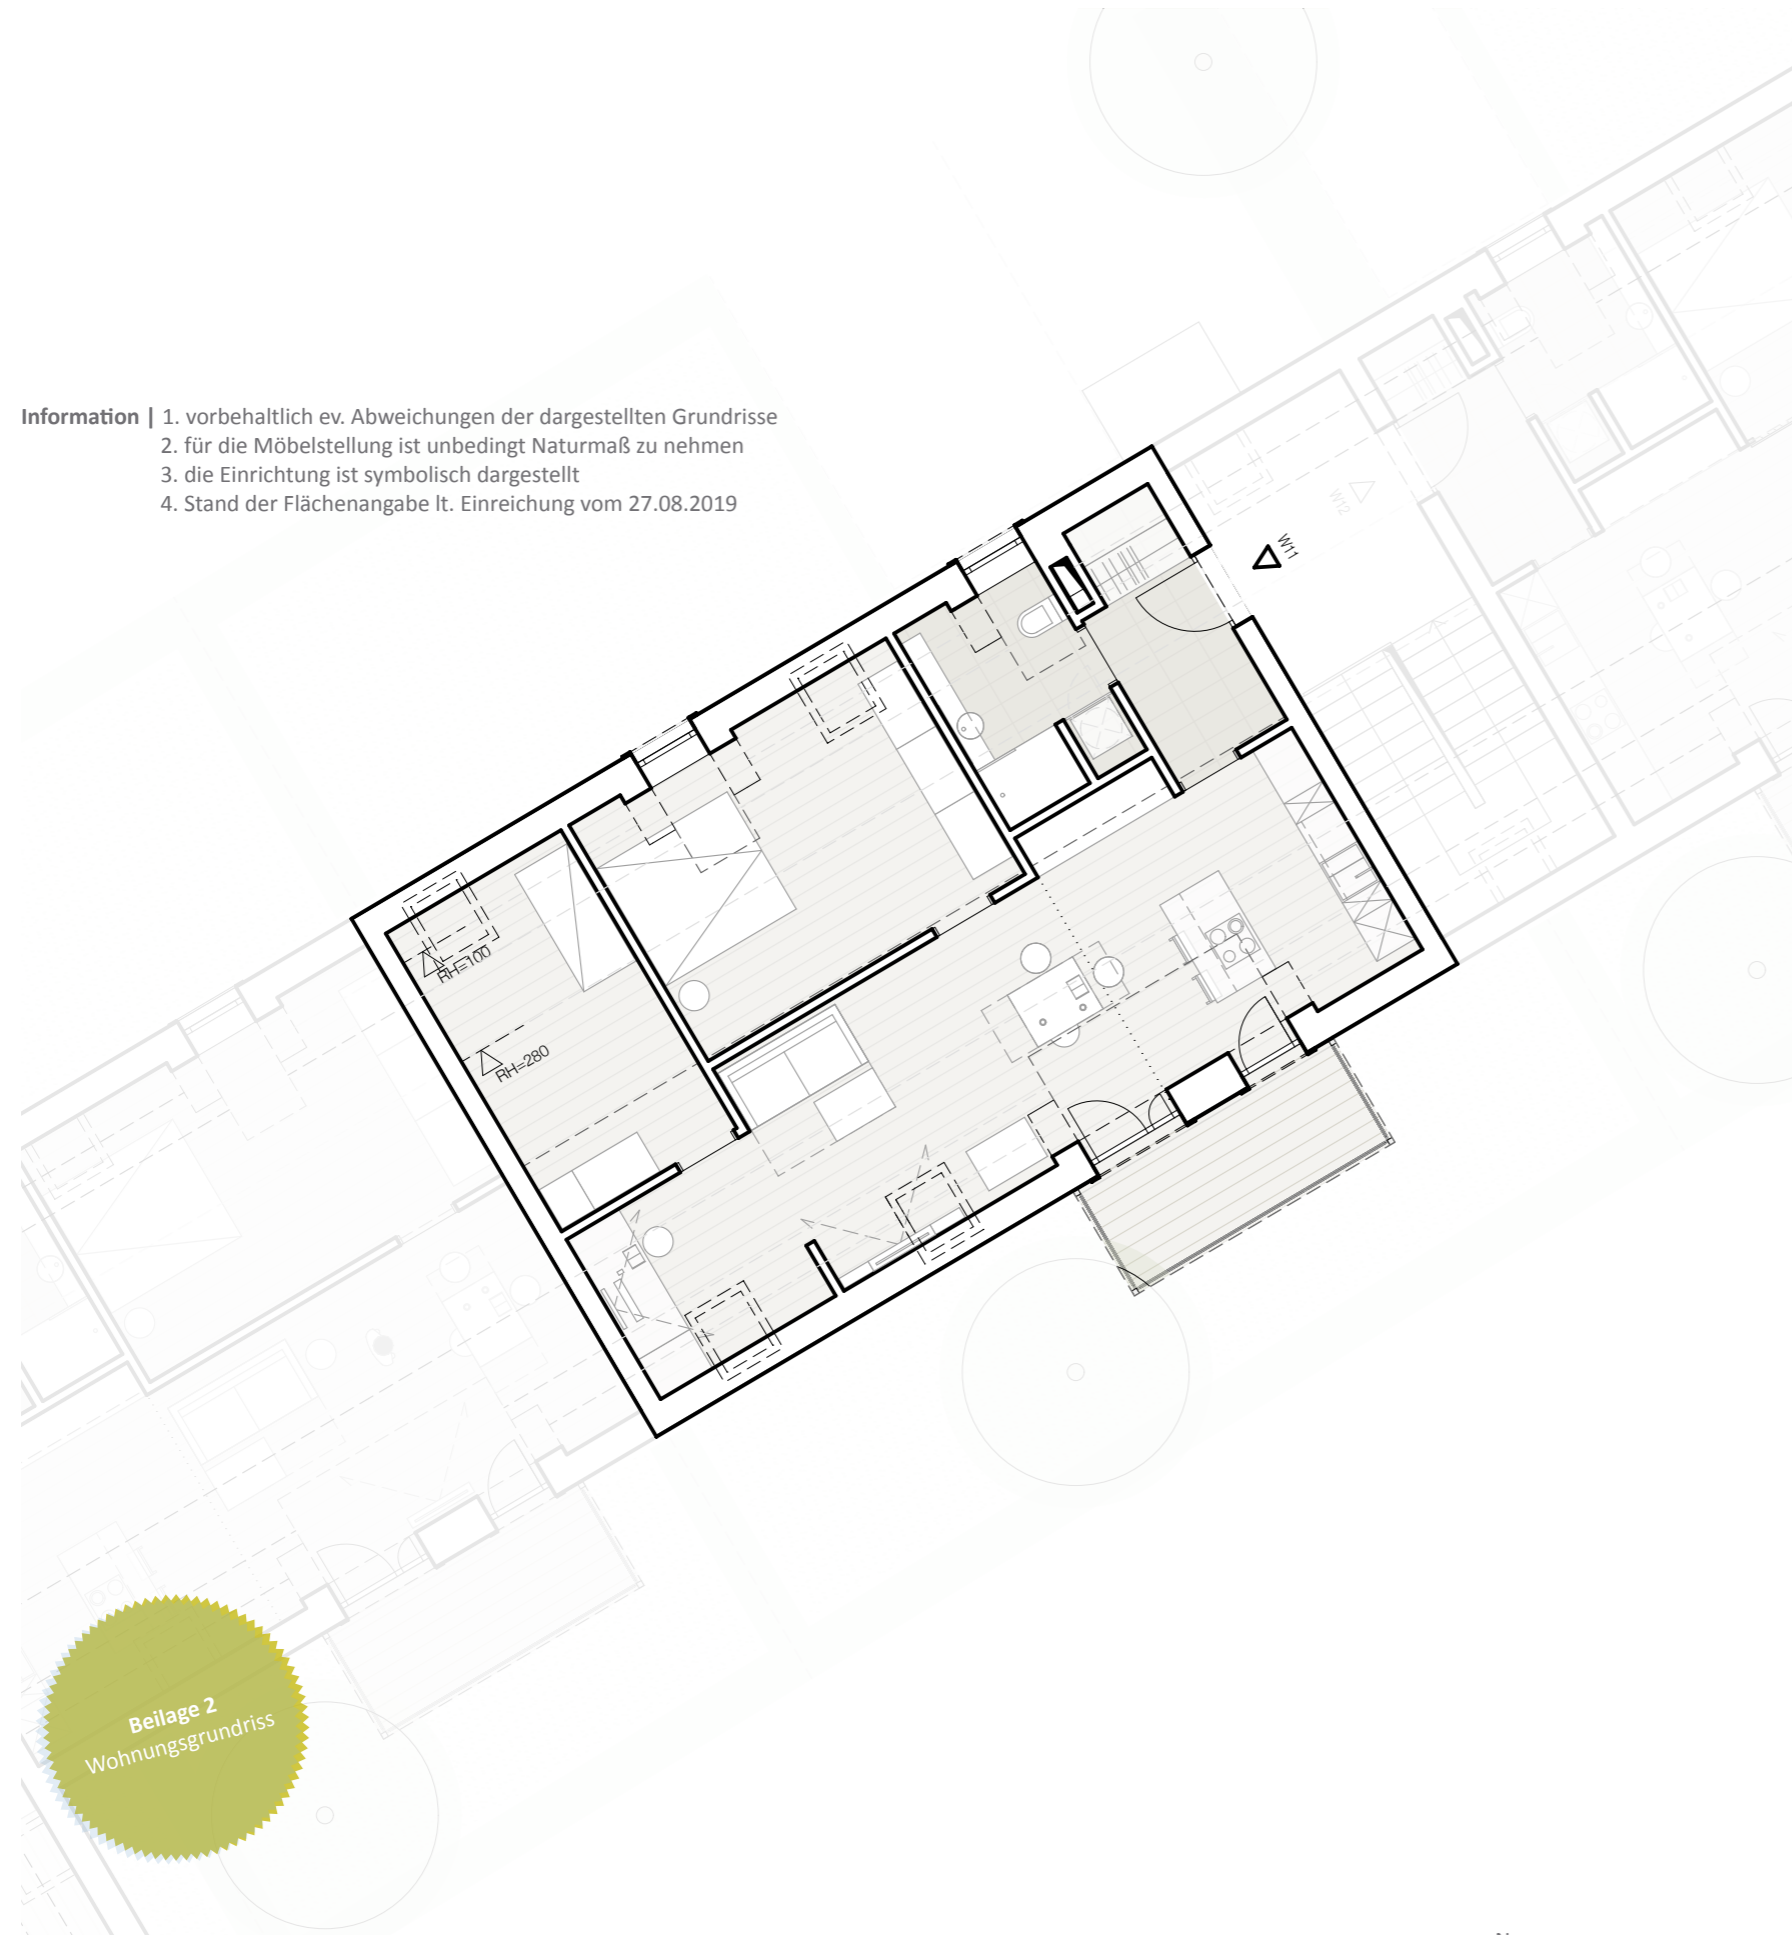 Information | 1. vorbehaltlich ev. Abweichungen der dargestellten Grundrisse
2. für die Möbelstellung ist unbedingt Naturmaß zu nehmen
3. die Einrichtung ist symbolisch dargestellt
4. Stand der Flächenangabe lt. Einreichung vom 27.08.2019
W2
W11
RH=100
RH=280
Beilage 2
Wohnungsgrundriss